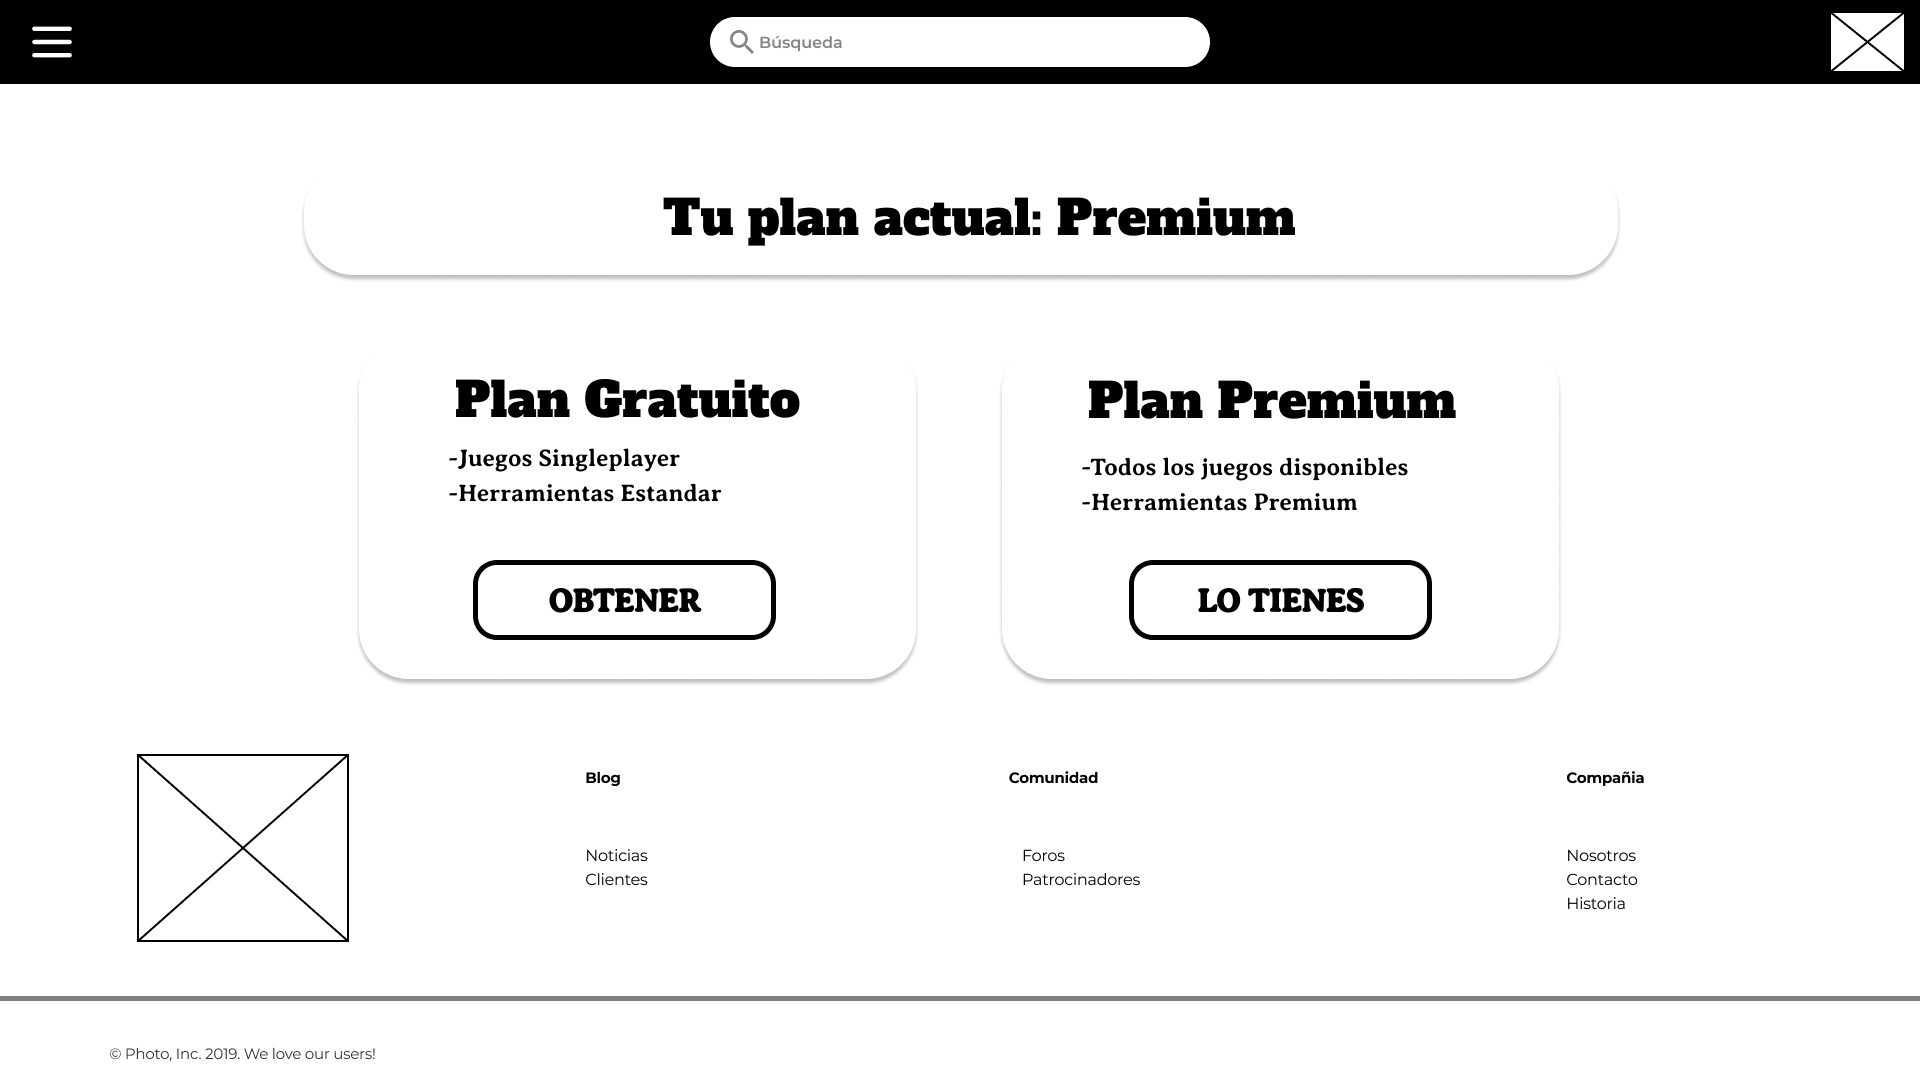 Búsqueda
Tu plan actual: Premium
Plan Gratuito
-Juegos Singleplayer
-Herramientas Estandar
OBTENER
Plan Premium
-Todos los juegos disponibles
-Herramientas Premium
LO TIENES
Blog
Noticias
Clientes
Comunidad
Foros
Patrocinadores
Compañia
Nosotros
Contacto
Historia
© Photo, Inc. 2019. We love our users!